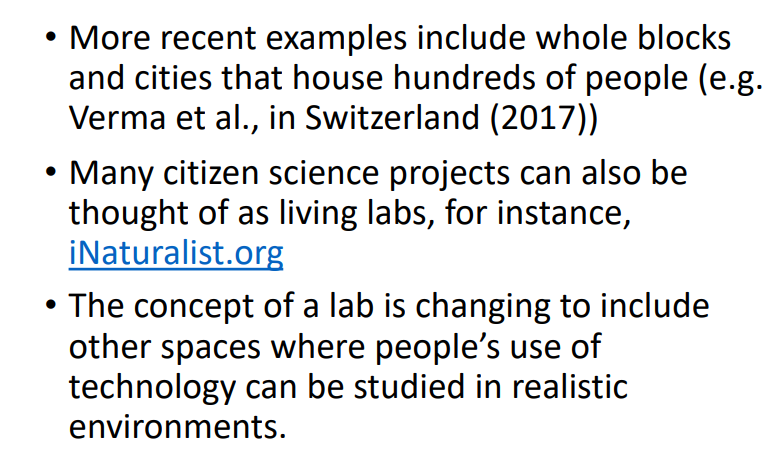 • More recent examples include whole blocks
and cities that house hundreds of people (e.g.
Verma et al., in Switzerland (2017))
• Many citizen science projects can also be
thought of as living labs, for instance,
iNaturalist.org
• The concept of a lab is changing to include
other spaces where people’s use of
technology can be studied in realistic
environments.